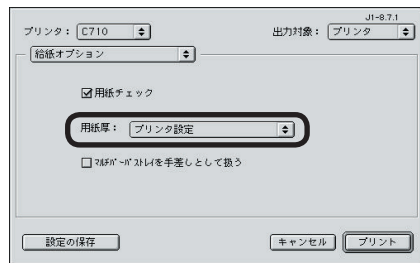 J1-8.7.1
プリンタ： C710 出力対象： プリンタ
給紙オプション
用紙チェック
用紙厚： プリンタ設定
ﾏﾙﾁﾊﾟｰﾊﾟｽﾄﾚｲを手差しとして扱う
設定の保存 キャンセル プリント